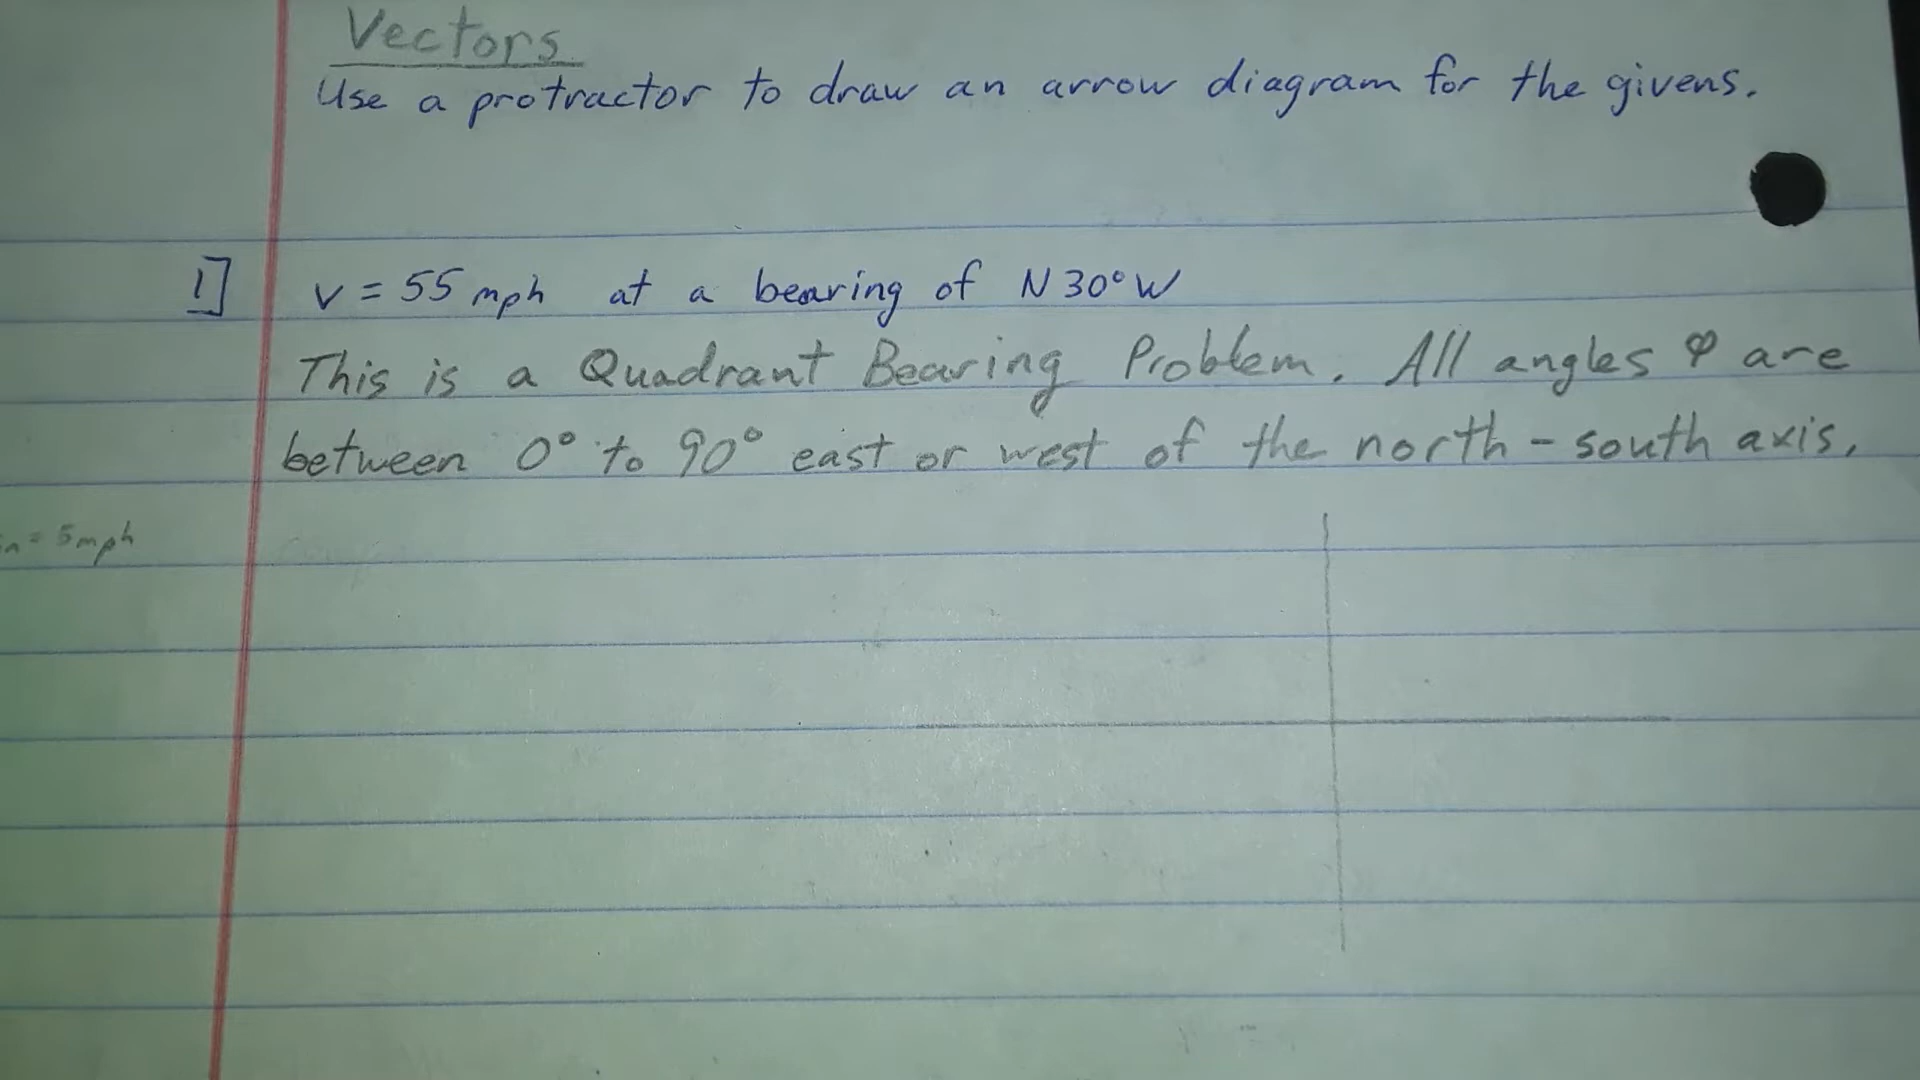 Vectors
Use a protractor to draw an arrow diagram for the givens.
1] v = 55 mph at a bearing of N 30° W
This is a Quadrant Bearing Problem. All angles φ are
between 0° to 90° east or west of the north - south axis.
= 5mph